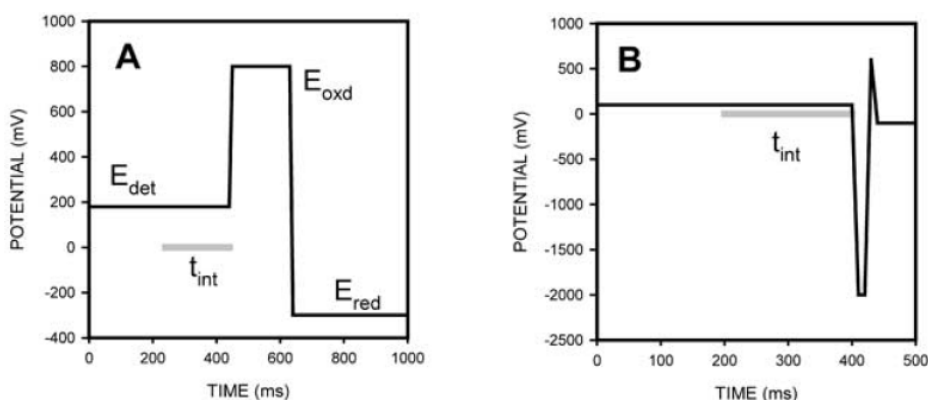 A
1000
800
600
400
200
0
-200
-400
POTENTIAL (mV)
E_det
E_oxd
E_red
t_int
0 200 400 600 800 1000
TIME (ms)
B
1000
500
0
-500
-1000
-1500
-2000
-2500
POTENTIAL (mV)
t_int
0 100 200 300 400 500
TIME (ms)